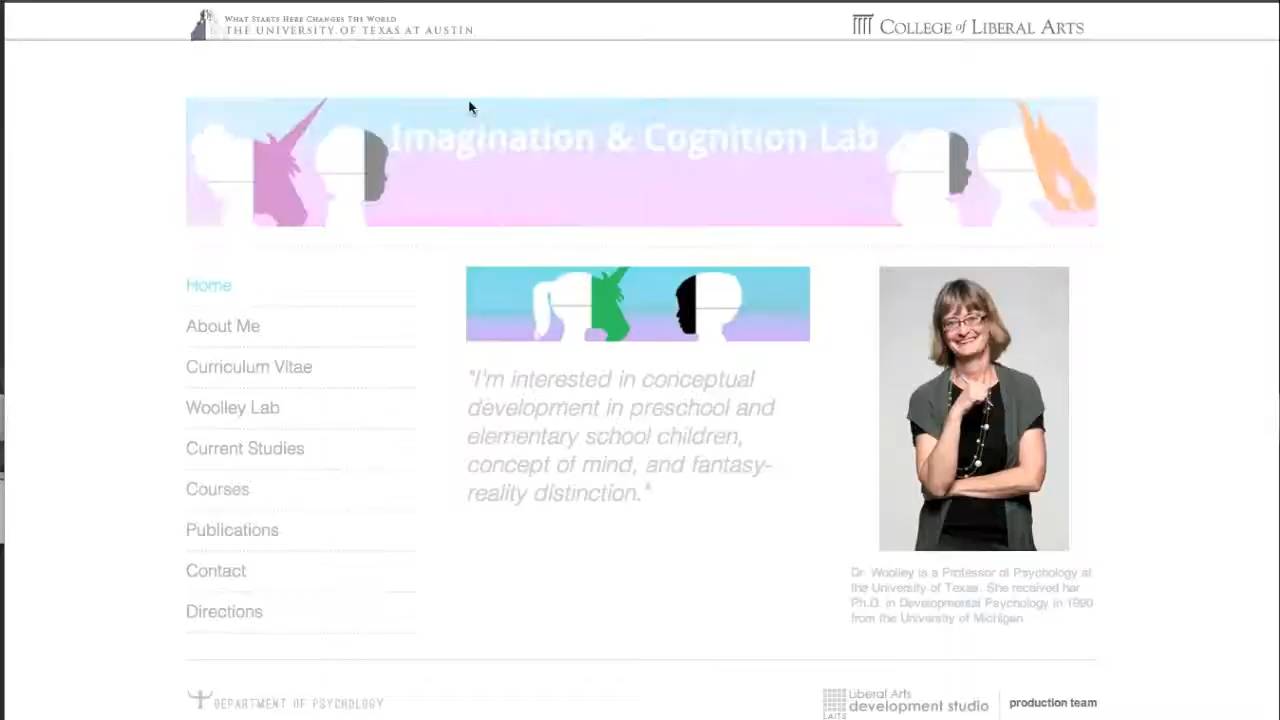 WHAT STARTS HERE CHANGES THE WORLD
THE UNIVERSITY OF TEXAS AT AUSTIN
COLLEGE of LIBERAL ARTS
Imagination & Cognition Lab
Home
About Me
Curriculum Vitae
Woolley Lab
Current Studies
Courses
Publications
Contact
Directions
"I'm interested in conceptual
development in preschool and
elementary school children,
concept of mind, and fantasy-
reality distinction."
Dr. Woolley is a Professor of Psychology at
the University of Texas. She received her
Ph.D. in Developmental Psychology in 1990
from the University of Michigan
DEPARTMENT OF PSYCHOLOGY
LAITS
Liberal Arts
development studio
production team